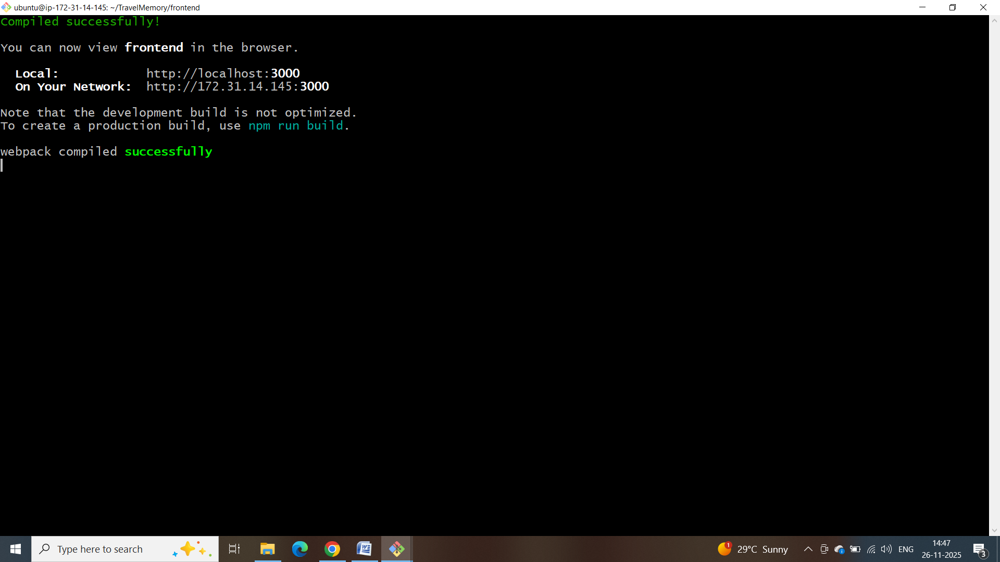 ubuntu@ip-172-31-14-145: ~/TravelMemory/frontend
Compiled successfully!
You can now view frontend in the browser.
Local: http://localhost:3000
On Your Network: http://172.31.14.145:3000
Note that the development build is not optimized.
To create a production build, use npm run build.
webpack compiled successfully
Type here to search
1
29°C Sunny
ENG
14:47
26-11-2025
3